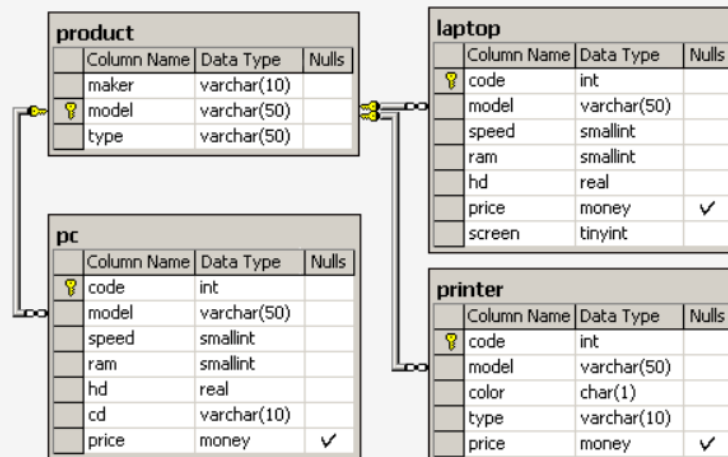 product
Column Name Data Type Nulls
maker varchar(10)
model varchar(50)
type varchar(50)
laptop
Column Name Data Type Nulls
code int
model varchar(50)
speed smallint
ram smallint
hd real
price money
screen tinyint
pc
Column Name Data Type Nulls
code int
model varchar(50)
speed smallint
ram smallint
hd real
cd varchar(10)
price money
printer
Column Name Data Type Nulls
code int
model varchar(50)
color char(1)
type varchar(10)
price money